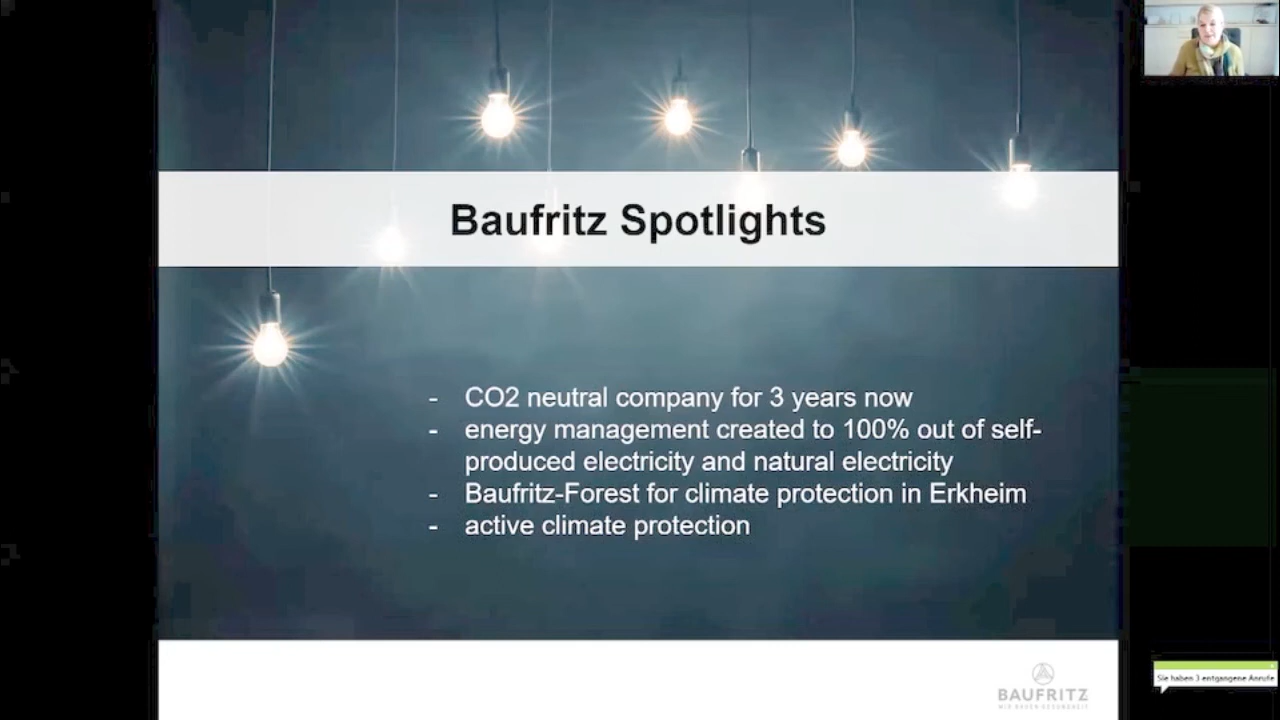 Baufritz Spotlights
- CO2 neutral company for 3 years now
- energy management created to 100% out of self-
produced electricity and natural electricity
- Baufritz-Forest for climate protection in Erkheim
- active climate protection
BAUFRITZ
Sie haben 3 entgangene Anrufe